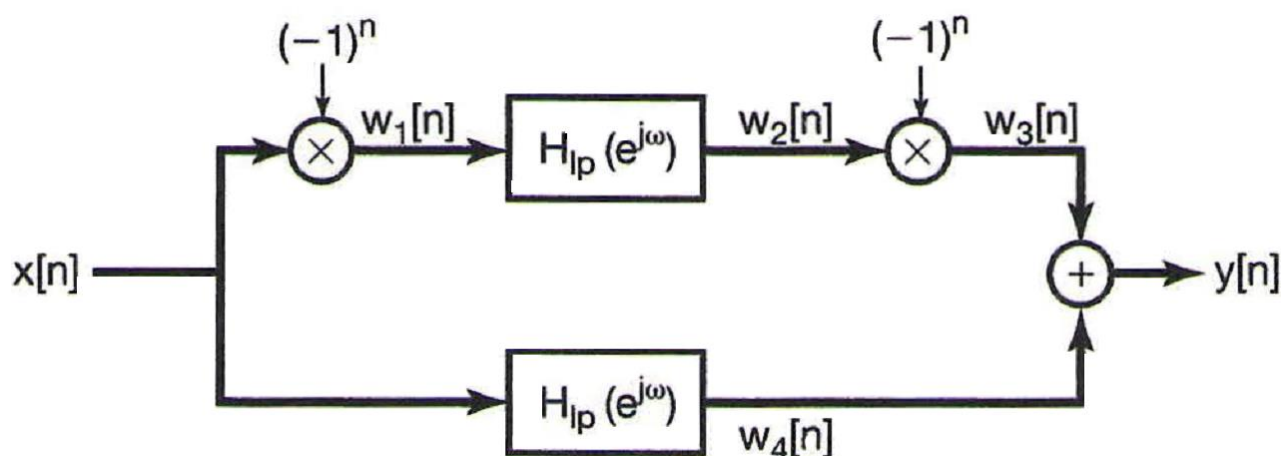 (-1)ⁿ
(-1)ⁿ
w₁[n]
H_lp (e^jω)
w₂[n]
w₃[n]
×
×
x[n]
+
y[n]
H_lp (e^jω)
w₄[n]